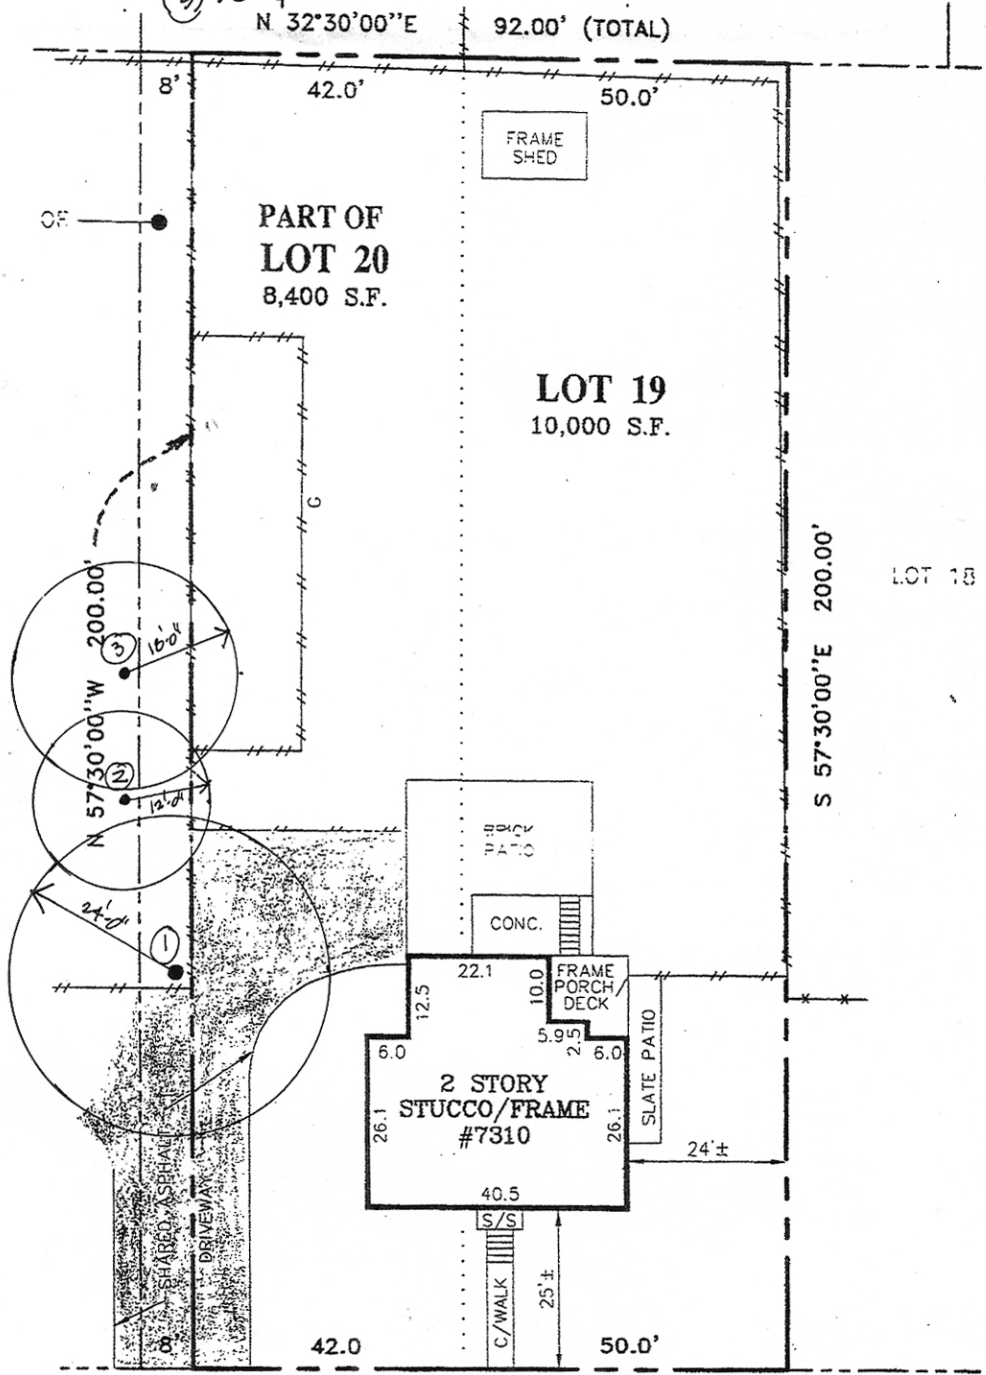 N 32°30'00"E 92.00' (TOTAL)
8' 42.0' 50.0'
FRAME
SHED
PART OF
LOT 20
8,400 S.F.
LOT 19
10,000 S.F.
G
LOT 18
N 57°30'00"W 200.00'
S 57°30'00"E 200.00'
3
18'-0"
2
12'-0"
1
24'-0"
BRICK
PATIO
CONC.
22.1
12.5
10.0
FRAME
PORCH/
DECK
6.0
5.9
2.5
6.0
2 STORY
STUCCO/FRAME
#7310
26.1
26.1
SLATE PATIO
24'±
40.5
S/S
25'±
C/WALK
SHARED ASPHALT
DRIVEWAY
8' 42.0 50.0'